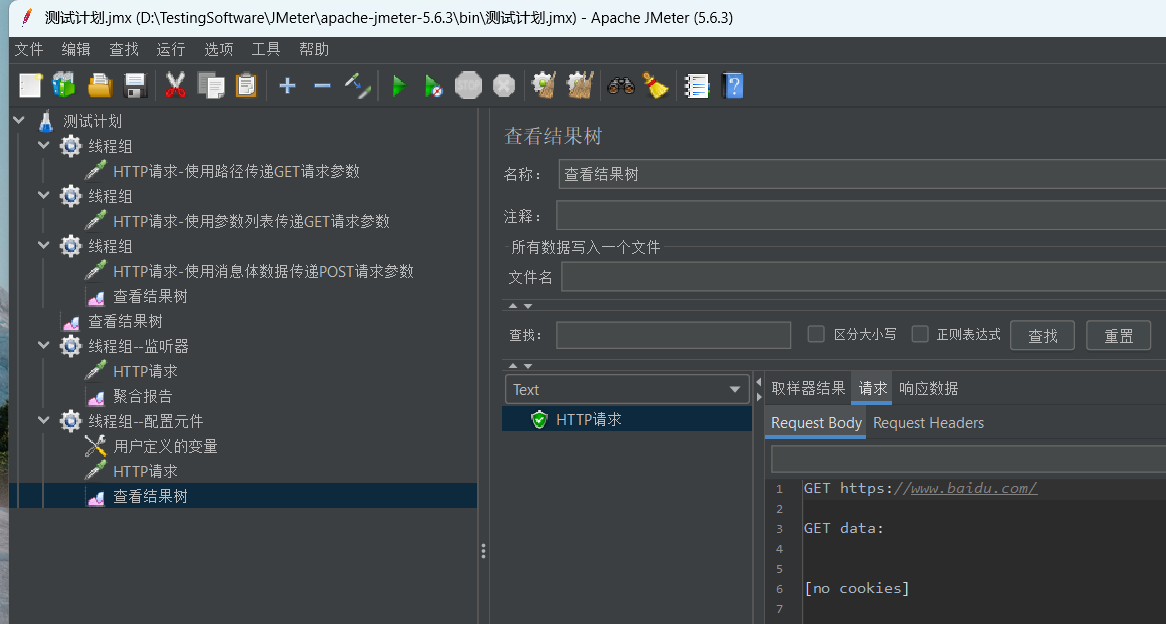 测试计划.jmx (D:\TestingSoftware\JMeter\apache-jmeter-5.6.3\bin\测试计划.jmx) - Apache JMeter (5.6.3)
文件 编辑 查找 运行 选项 工具 帮助
STOP
测试计划
线程组
HTTP请求-使用路径传递GET请求参数
线程组
HTTP请求-使用参数列表传递GET请求参数
线程组
HTTP请求-使用消息体数据传递POST请求参数
查看结果树
查看结果树
线程组--监听器
HTTP请求
聚合报告
线程组--配置元件
用户定义的变量
HTTP请求
查看结果树
查看结果树
名称： 查看结果树
注释：
所有数据写入一个文件
文件名
查找: 区分大小写 正则表达式 查找 重置
Text
HTTP请求
取样器结果 请求 响应数据
Request Body Request Headers
1 GET https://www.baidu.com/
2
3 GET data:
4
5
6 [no cookies]
7